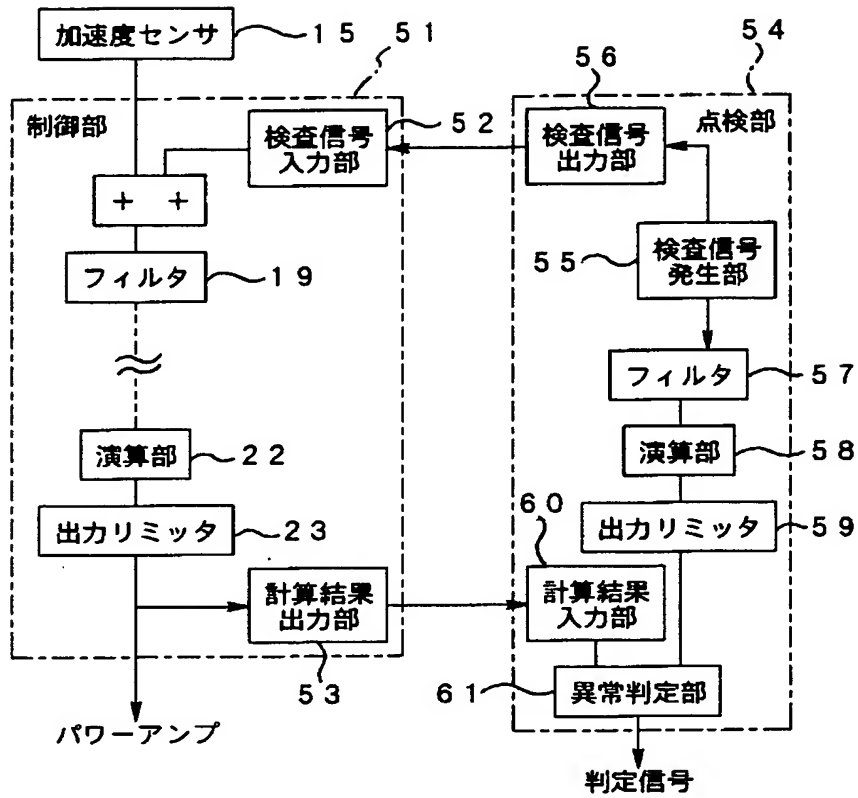 加速度センサ
15
51
54
56
制御部
検査信号
入力部
52
検査信号
出力部
点検部
+ +
検査信号
発生部
55
フィルタ
19
フィルタ
57
演算部
22
演算部
58
60
出力リミッタ
23
出力リミッタ
59
計算結果
出力部
53
計算結果
入力部
61
異常判定部
パワーアンプ
判定信号